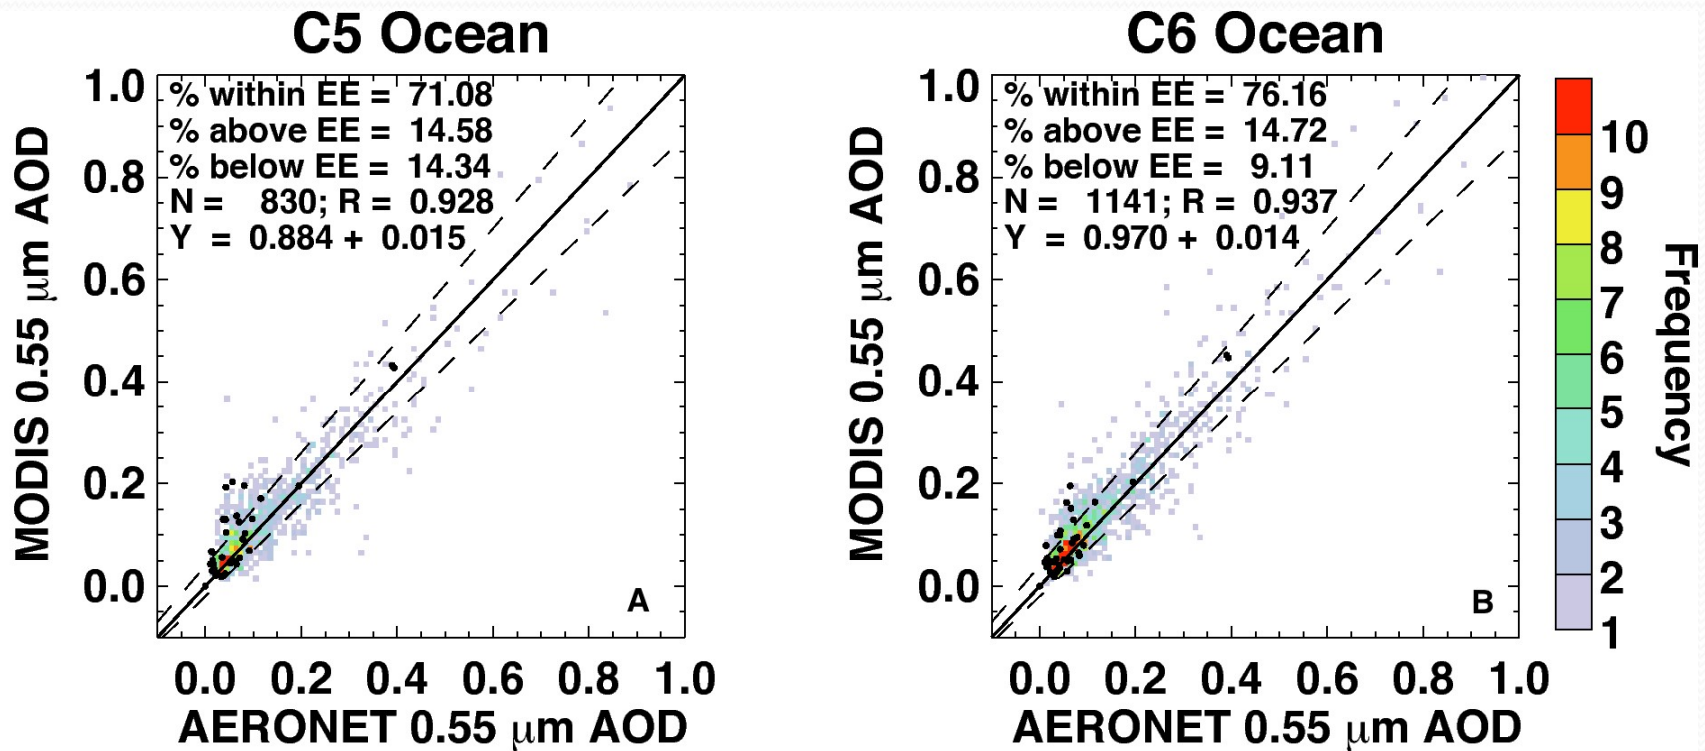 C5 Ocean
% within EE = 71.08
% above EE = 14.58
% below EE = 14.34
N = 830; R = 0.928
Y = 0.884 + 0.015
1.0
0.8
0.6
0.4
0.2
0.0
MODIS 0.55 μm AOD
A
0.0 0.2 0.4 0.6 0.8 1.0
AERONET 0.55 μm AOD
C6 Ocean
% within EE = 76.16
% above EE = 14.72
% below EE = 9.11
N = 1141; R = 0.937
Y = 0.970 + 0.014
1.0
0.8
0.6
0.4
0.2
0.0
MODIS 0.55 μm AOD
B
0.0 0.2 0.4 0.6 0.8 1.0
AERONET 0.55 μm AOD
10
9
8
7
6
5
4
3
2
1
Frequency